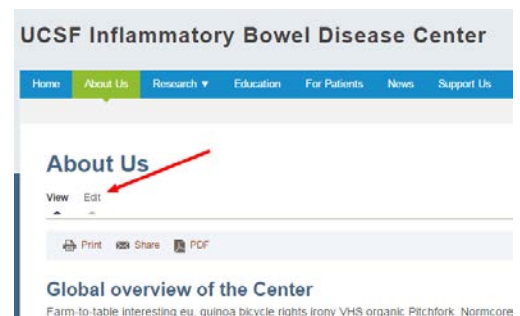 UCSF Inflammatory Bowel Disease Center
Home About Us Research ▼ Education For Patients News Support Us
About Us
View Edit
Print Share PDF
Global overview of the Center
Farm-to-table interesting eu, quinoa bicycle rights irony VHS organic Pitchfork. Normcore